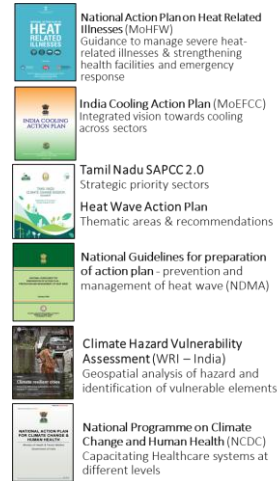 HEAT
RELATED
ILLNESSES
National Action Plan on Heat Related
Illnesses (MoHFW)
Guidance to manage severe heat-
related illnesses & strengthening
health facilities and emergency
response
INDIA COOLING
ACTION PLAN
India Cooling Action Plan (MoEFCC)
Integrated vision towards cooling
across sectors
Tamil Nadu SAPCC 2.0
Strategic priority sectors
Heat Wave Action Plan
Thematic areas & recommendations
National Guidelines for preparation
of action plan - prevention and
management of heat wave (NDMA)
Climate resilient cities
Climate Hazard Vulnerability
Assessment (WRI – India)
Geospatial analysis of hazard and
identification of vulnerable elements
NATIONAL ACTION PLAN
FOR CLIMATE CHANGE &
HUMAN HEALTH
National Programme on Climate
Change and Human Health (NCDC)
Capacitating Healthcare systems at
different levels